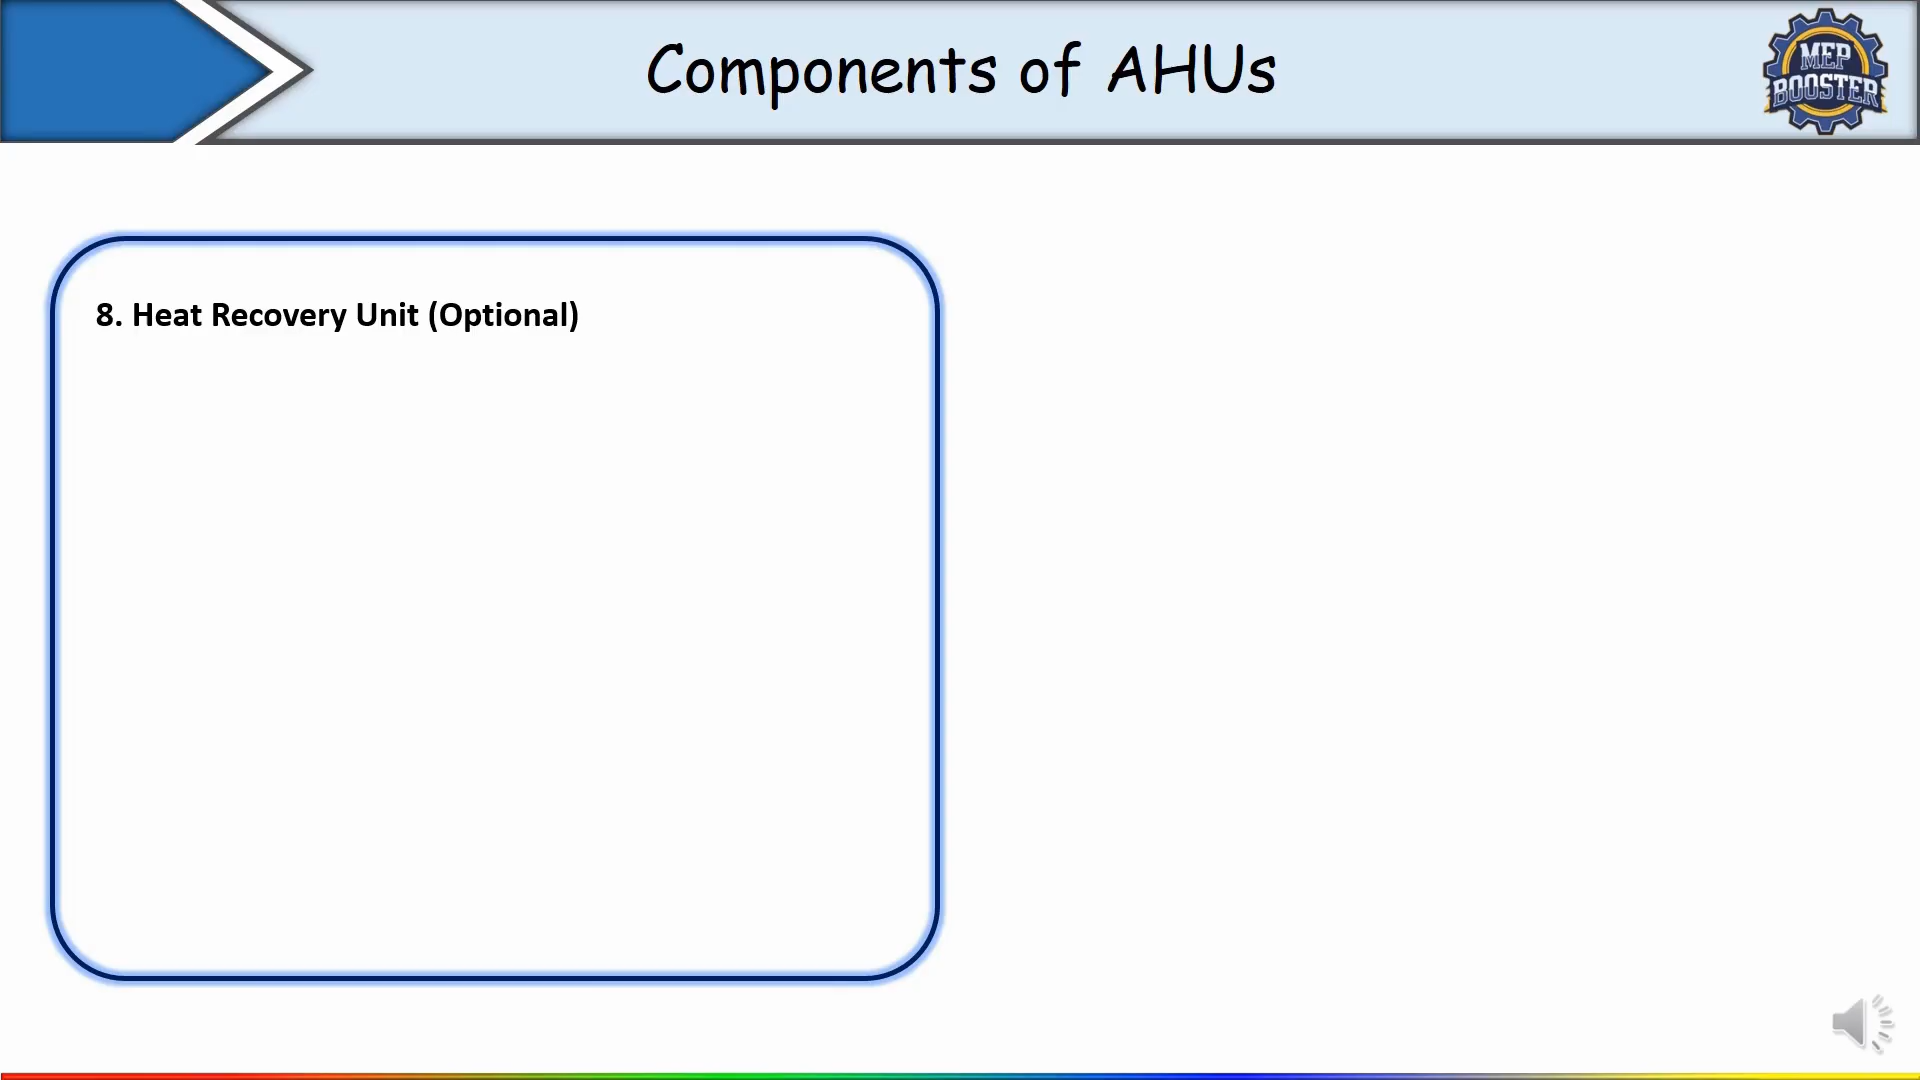 Components of AHUs
MEP
BOOSTER
8. Heat Recovery Unit (Optional)